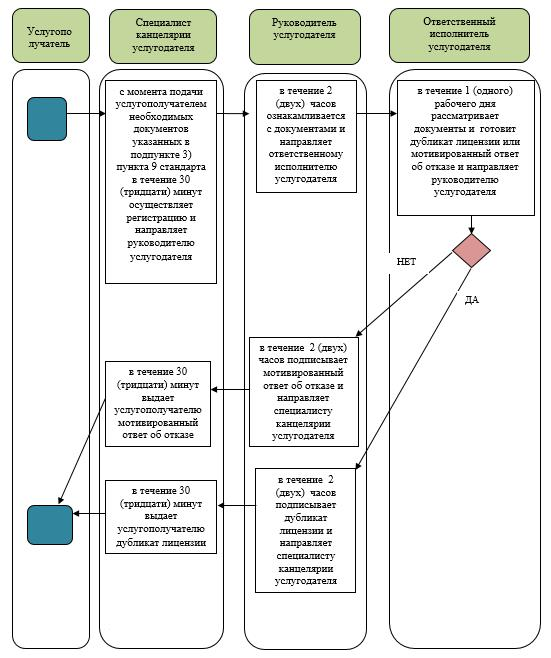 Услугопо
лучатель
Специалист
канцелярии
услугодателя
Руководитель
услугодателя
Ответственный
исполнитель
услугодателя
с момента подачи
услугополучателем
необходимых
документов
указанных в
подпункте 3)
пункта 9 стандарта
в течение 30
(тридцати) минут
осуществляет
регистрацию и
направляет
руководителю
услугодателя
в течение 2
(двух) часов
ознакамливается
с документами и
направляет
ответственному
исполнителю
услугодателя
в течение 1 (одного)
рабочего дня
рассматривает
документы и готовит
дубликат лицензии или
мотивированный ответ
об отказе и направляет
руководителю
услугодателя
НЕТ
ДА
в течение 2 (двух)
часов подписывает
мотивированный
ответ об отказе и
направляет
специалисту
канцелярии
услугодателя
в течение 30
(тридцати) минут
выдает
услугополучателю
мотивированный
ответ об отказе
в течение 2
(двух) часов
подписывает
дубликат
лицензии и
направляет
специалисту
канцелярии
услугодателя
в течение 30
(тридцати) минут
выдает
услугополучателю
дубликат лицензии